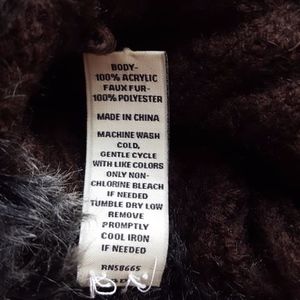 BODY-
100% ACRYLIC
FAUX FUR-
100% POLYESTER
MADE IN CHINA
MACHINE WASH
COLD,
GENTLE CYCLE
WITH LIKE COLORS
ONLY NON-
CHLORINE BLEACH
IF NEEDED
TUMBLE DRY LOW
REMOVE
PROMPTLY
COOL IRON
IF NEEDED
RN58665